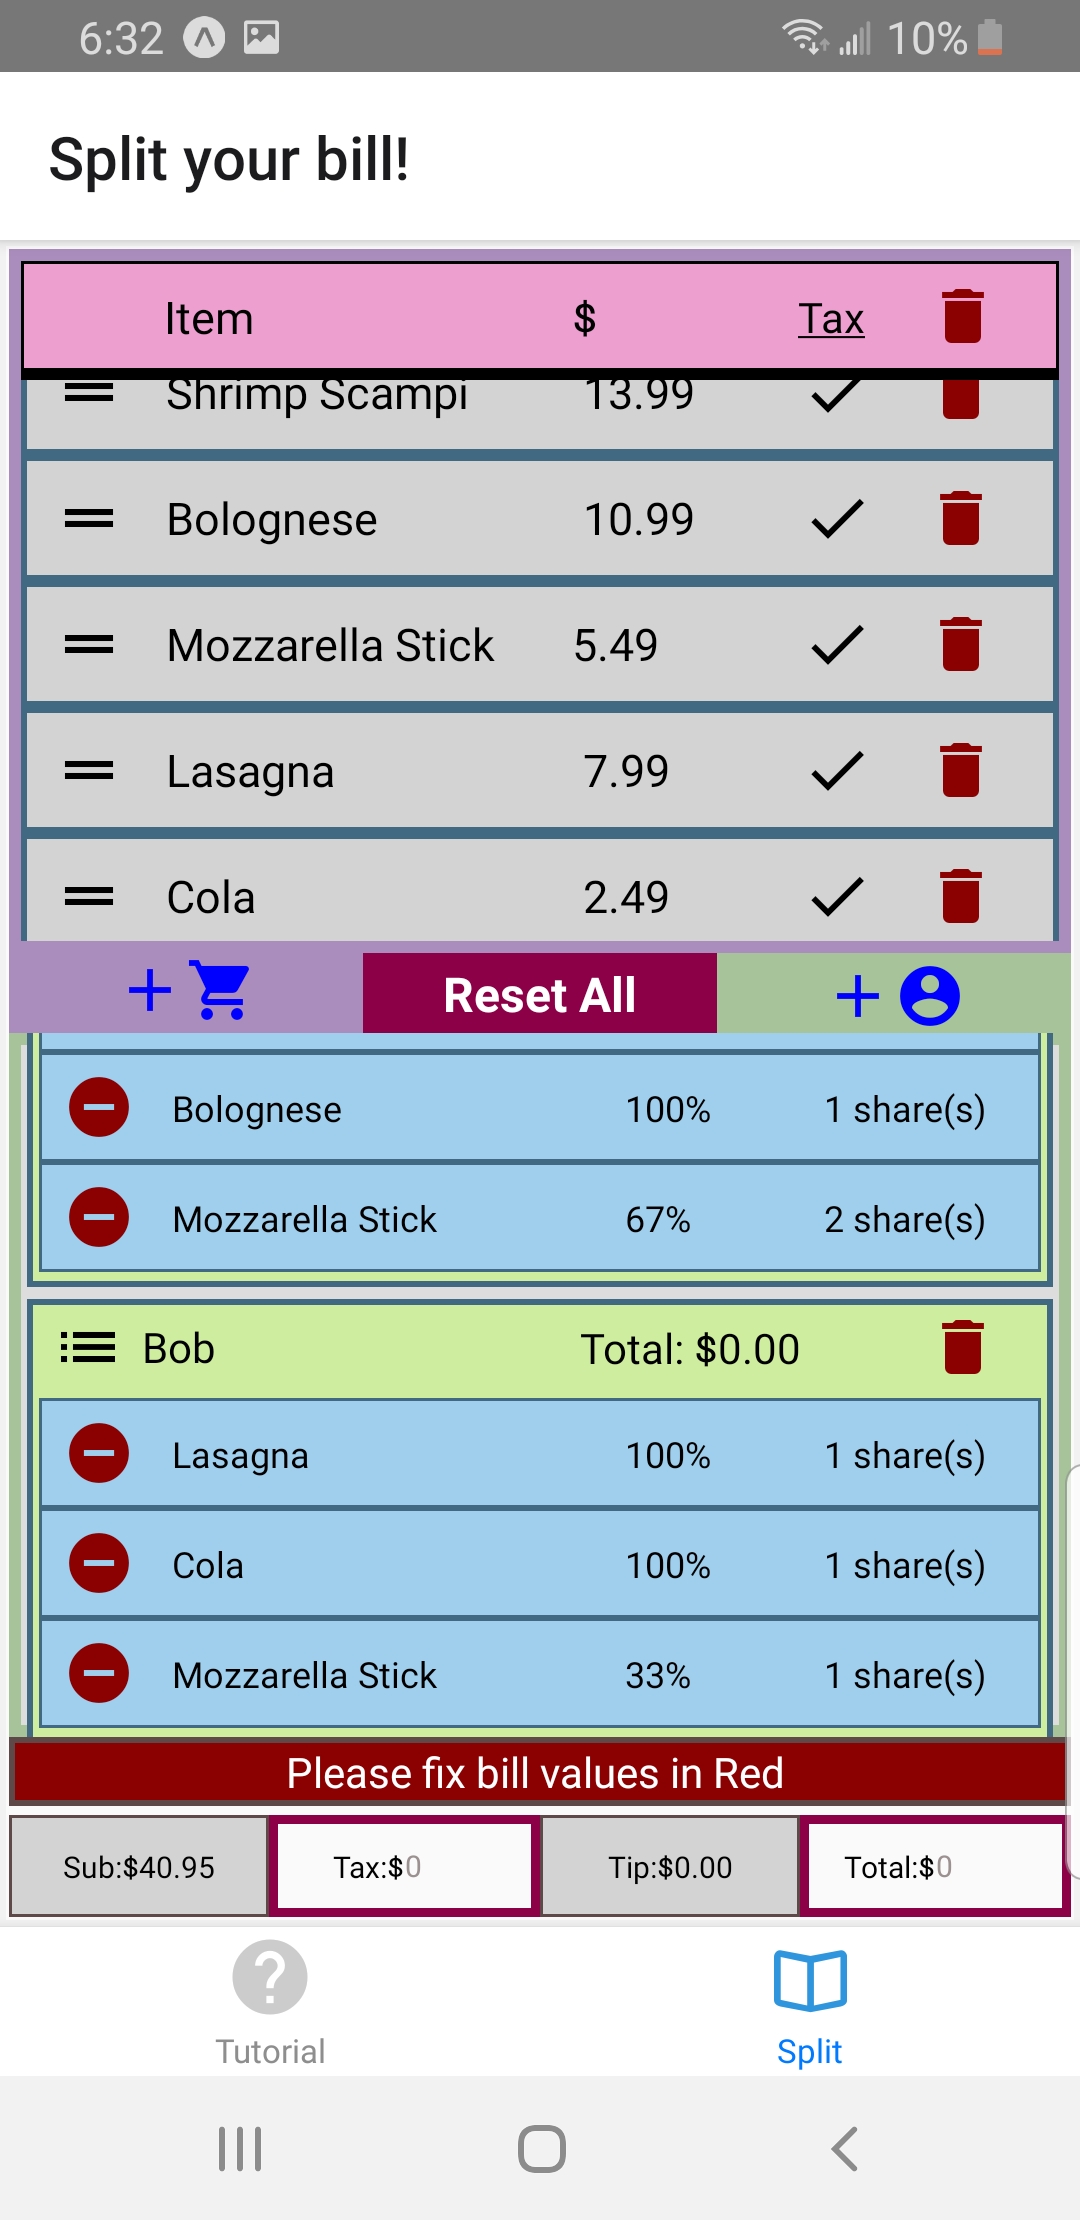 6:32 10%
Split your bill!
Item $ Tax
Shrimp Scampi 13.99
Bolognese 10.99
Mozzarella Stick 5.49
Lasagna 7.99
Cola 2.49
Reset All
Bolognese 100% 1 share(s)
Mozzarella Stick 67% 2 share(s)
Bob Total: $0.00
Lasagna 100% 1 share(s)
Cola 100% 1 share(s)
Mozzarella Stick 33% 1 share(s)
Please fix bill values in Red
Sub:$40.95 Tax:$0 Tip:$0.00 Total:$0
Tutorial Split